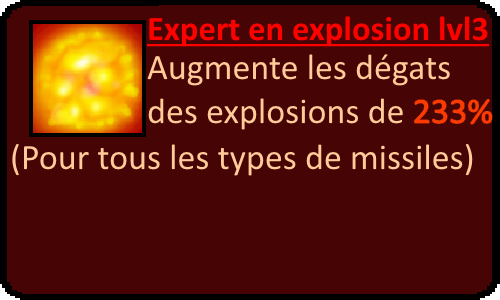 Expert en explosion lvl3
Augmente les dégats
des explosions de 233%
(Pour tous les types de missiles)